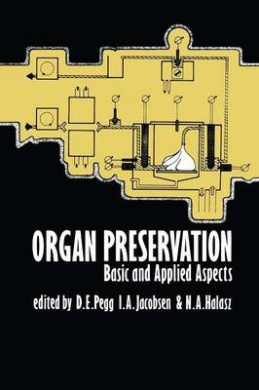 ORGAN PRESERVATION
Basic and Applied Aspects
edited by D.E.Pegg I.A.Jacobsen & N.A.Halasz